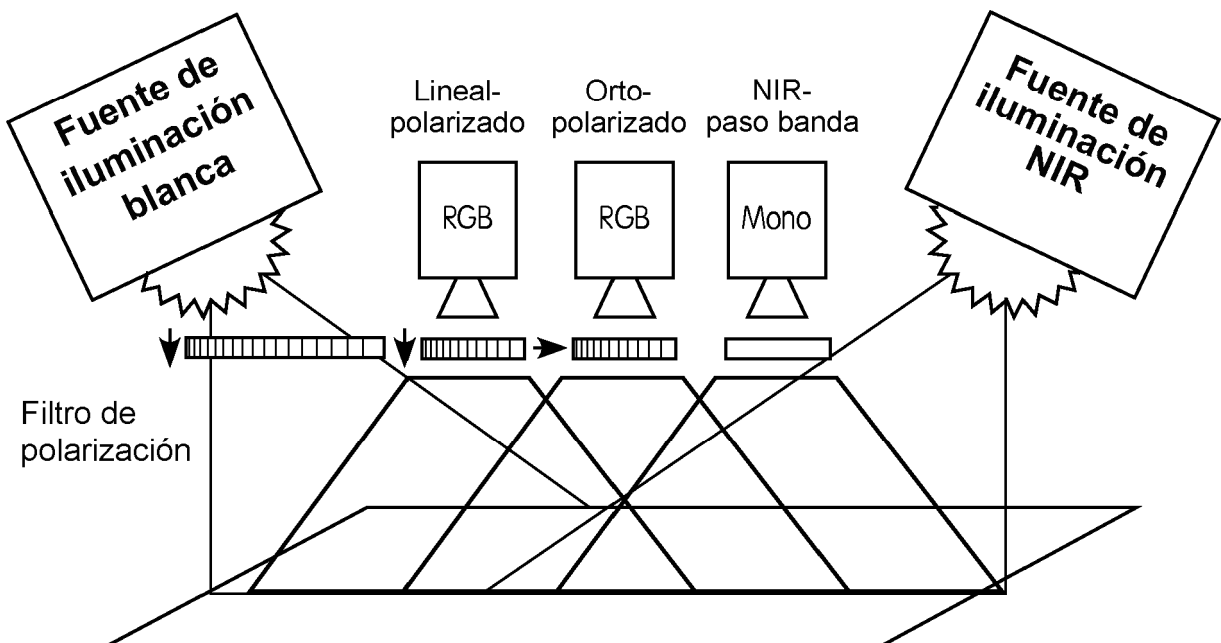 Fuente de
iluminación
blanca
Lineal-
polarizado
Orto-
polarizado
NIR-
paso banda
Fuente de
iluminación
NIR
RGB
RGB
Mono
Filtro de
polarización